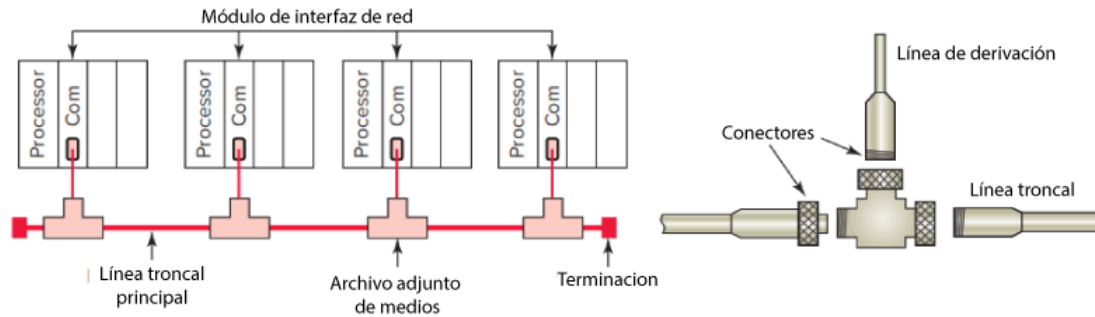 Módulo de interfaz de red
Processor
Com
Processor
Com
Processor
Com
Processor
Com
Línea troncal
principal
Archivo adjunto
de medios
Terminacion
Línea de derivación
Conectores
Línea troncal